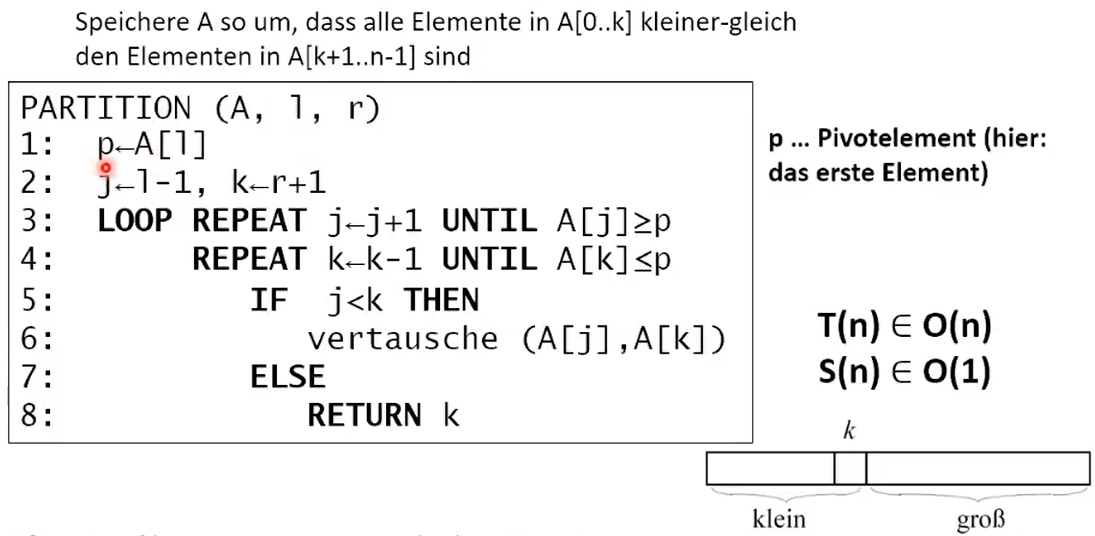 Speichere A so um, dass alle Elemente in A[0..k] kleiner-gleich
den Elementen in A[k+1..n-1] sind
PARTITION (A, l, r)
1: p←A[l]
2: j←l-1, k←r+1
3: LOOP REPEAT j←j+1 UNTIL A[j]≥p
4: REPEAT k←k-1 UNTIL A[k]≤p
5: IF j<k THEN
6: vertausche (A[j],A[k])
7: ELSE
8: RETURN k
p ... Pivotelement (hier:
das erste Element)
T(n) ∈ O(n)
S(n) ∈ O(1)
k
klein groß